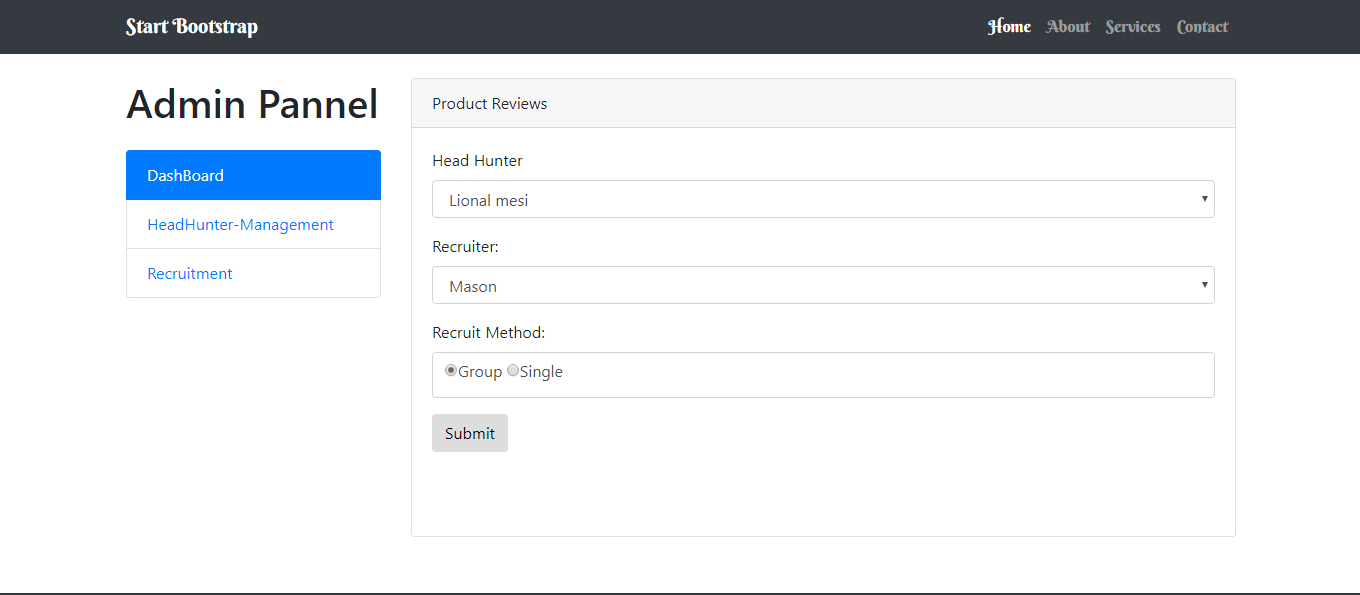 Start Bootstrap
Home About Services Contact
Admin Pannel
DashBoard
HeadHunter-Management
Recruitment
Product Reviews
Head Hunter
Lional mesi
Recruiter:
Mason
Recruit Method:
Group Single
Submit